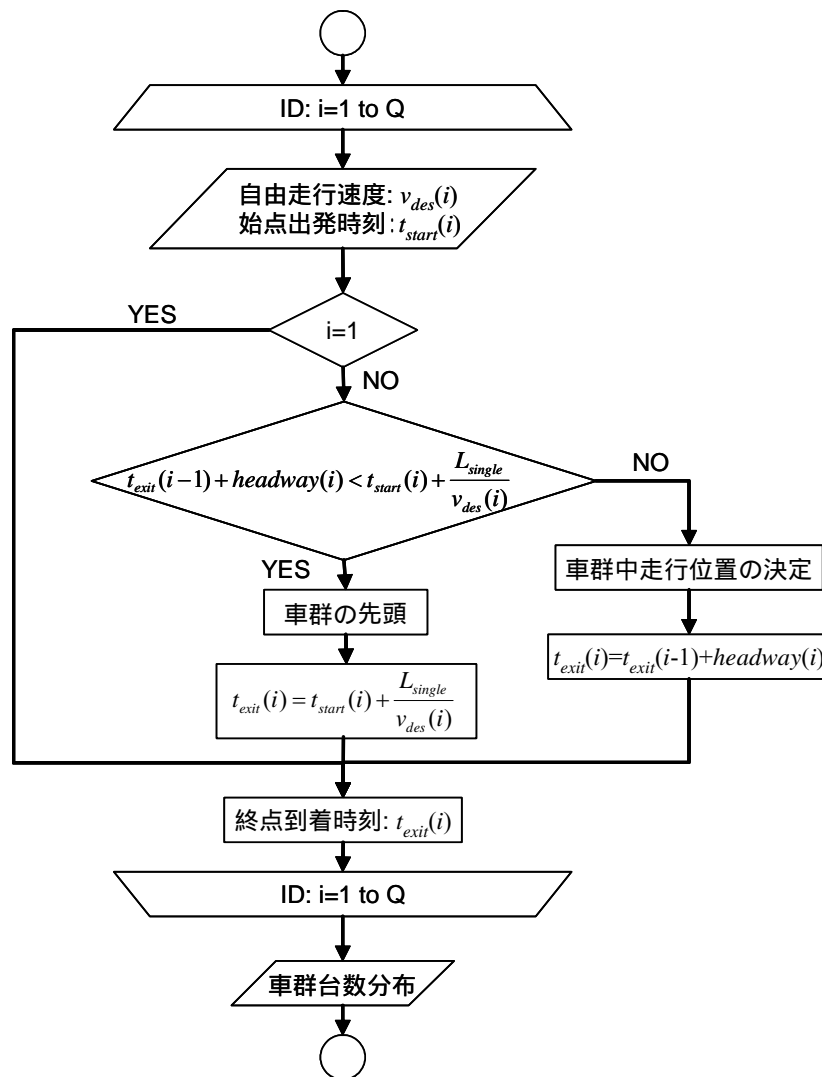 ID: i=1 to Q
自由走行速度: v_des(i)
始点出発時刻: t_start(i)
YES
i=1
NO
t_exit(i−1)+headway(i)<t_start(i)+L_single/v_des(i)
NO
YES
車群の先頭
車群中走行位置の決定
t_exit(i)=t_start(i)+L_single/v_des(i)
t_exit(i)=t_exit(i-1)+headway(i)
終点到着時刻: t_exit(i)
ID: i=1 to Q
車群台数分布